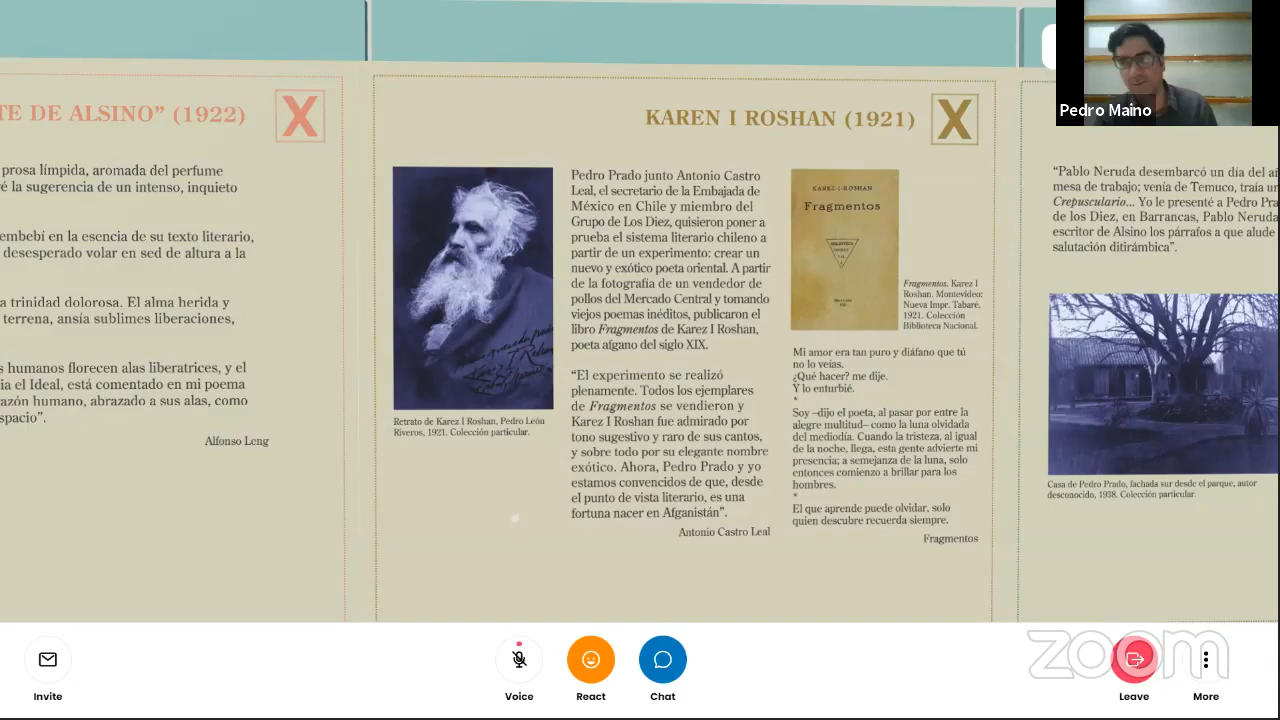 TE DE ALSINO” (1922)
X
prosa límpida, aromada del perfume
é la sugerencia de un intenso, inquieto
embebí en la esencia de su texto literario,
desesperado volar en sed de altura a la
a trinidad dolorosa. El alma herida y
terrena, ansía sublimes liberaciones,
s humanos florecen alas liberatrices, y el
ia el Ideal, está comentado en mi poema
azón humano, abrazado a sus alas, como
spacio”.
Alfonso Leng
KAREN I ROSHAN (1921)
X
Retrato de Karez I Roshan, Pedro León
Riveros, 1921. Colección particular.
Pedro Prado junto Antonio Castro
Leal, el secretario de la Embajada de
México en Chile y miembro del
Grupo de Los Diez, quisieron poner a
prueba el sistema literario chileno a
partir de un experimento: crear un
nuevo y exótico poeta oriental. A partir
de la fotografía de un vendedor de
pollos del Mercado Central y tomando
viejos poemas inéditos, publicaron el
libro Fragmentos de Karez I Roshan,
poeta afgano del siglo XIX.
“El experimento se realizó
plenamente. Todos los ejemplares
de Fragmentos se vendieron y
Karez I Roshan fue admirado por
tono sugestivo y raro de sus cantos,
y sobre todo por su elegante nombre
exótico. Ahora, Pedro Prado y yo
estamos convencidos de que, desde
el punto de vista literario, es una
fortuna nacer en Afganistán”.
Antonio Castro Leal
KAREZ-I-ROSHAN
Fragmentos
Fragmentos. Karez I
Roshan. Montevideo:
Nueva Impr. Tabaré,
1921. Colección
Biblioteca Nacional.
Mi amor era tan puro y diáfano que tú
no lo veías.
¿Qué hacer? me dije.
Y lo enturbié.
*
Soy –dijo el poeta, al pasar por entre la
alegre multitud– como la luna olvidada
del mediodía. Cuando la tristeza, al igual
de la noche, llega, esta gente advierte mi
presencia; a semejanza de la luna, solo
entonces comienzo a brillar para los
hombres.
*
El que aprende puede olvidar, solo
quien descubre recuerda siempre.
Fragmentos
“Pablo Neruda desembarcó un día del a
mesa de trabajo; venía de Temuco, traía u
Crepusculario... Yo le presenté a Pedro Pra
de los Diez, en Barrancas, Pablo Neruda
escritor de Alsino los párrafos a que alude
salutación ditirámbica”.
Casa de Pedro Prado, fachada sur desde el parque, autor
desconocido, 1938. Colección particular.
Pedro Maino
zoom
Invite
Voice
React
Chat
Leave
More